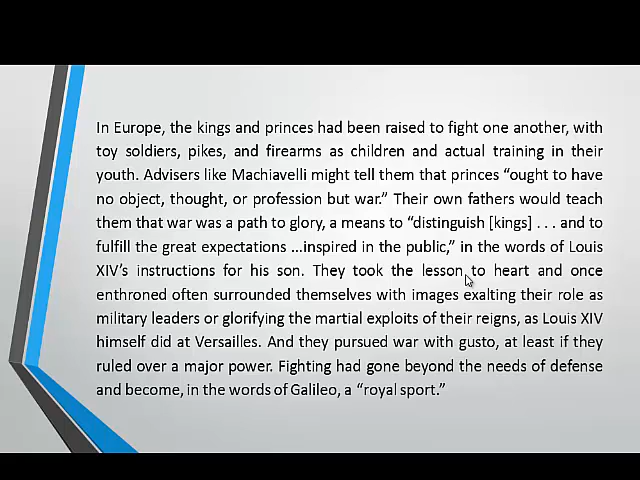 In Europe, the kings and princes had been raised to fight one another, with
toy soldiers, pikes, and firearms as children and actual training in their
youth. Advisers like Machiavelli might tell them that princes “ought to have
no object, thought, or profession but war.” Their own fathers would teach
them that war was a path to glory, a means to “distinguish [kings] . . . and to
fulfill the great expectations ...inspired in the public,” in the words of Louis
XIV’s instructions for his son. They took the lesson to heart and once
enthroned often surrounded themselves with images exalting their role as
military leaders or glorifying the martial exploits of their reigns, as Louis XIV
himself did at Versailles. And they pursued war with gusto, at least if they
ruled over a major power. Fighting had gone beyond the needs of defense
and become, in the words of Galileo, a “royal sport.”